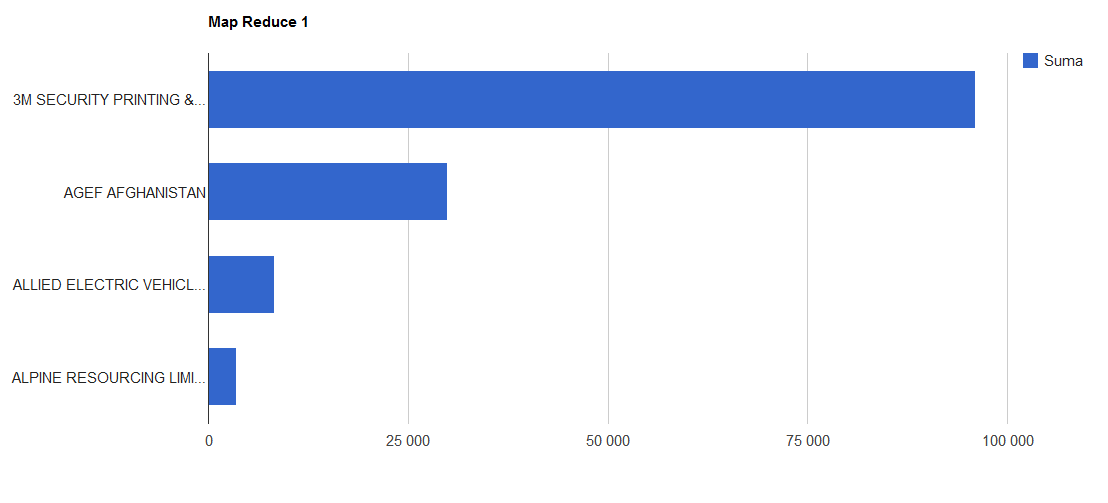 Map Reduce 1
Suma
3M SECURITY PRINTING &...
AGEF AFGHANISTAN
ALLIED ELECTRIC VEHICL...
ALPINE RESOURCING LIMI...
0 25 000 50 000 75 000 100 000